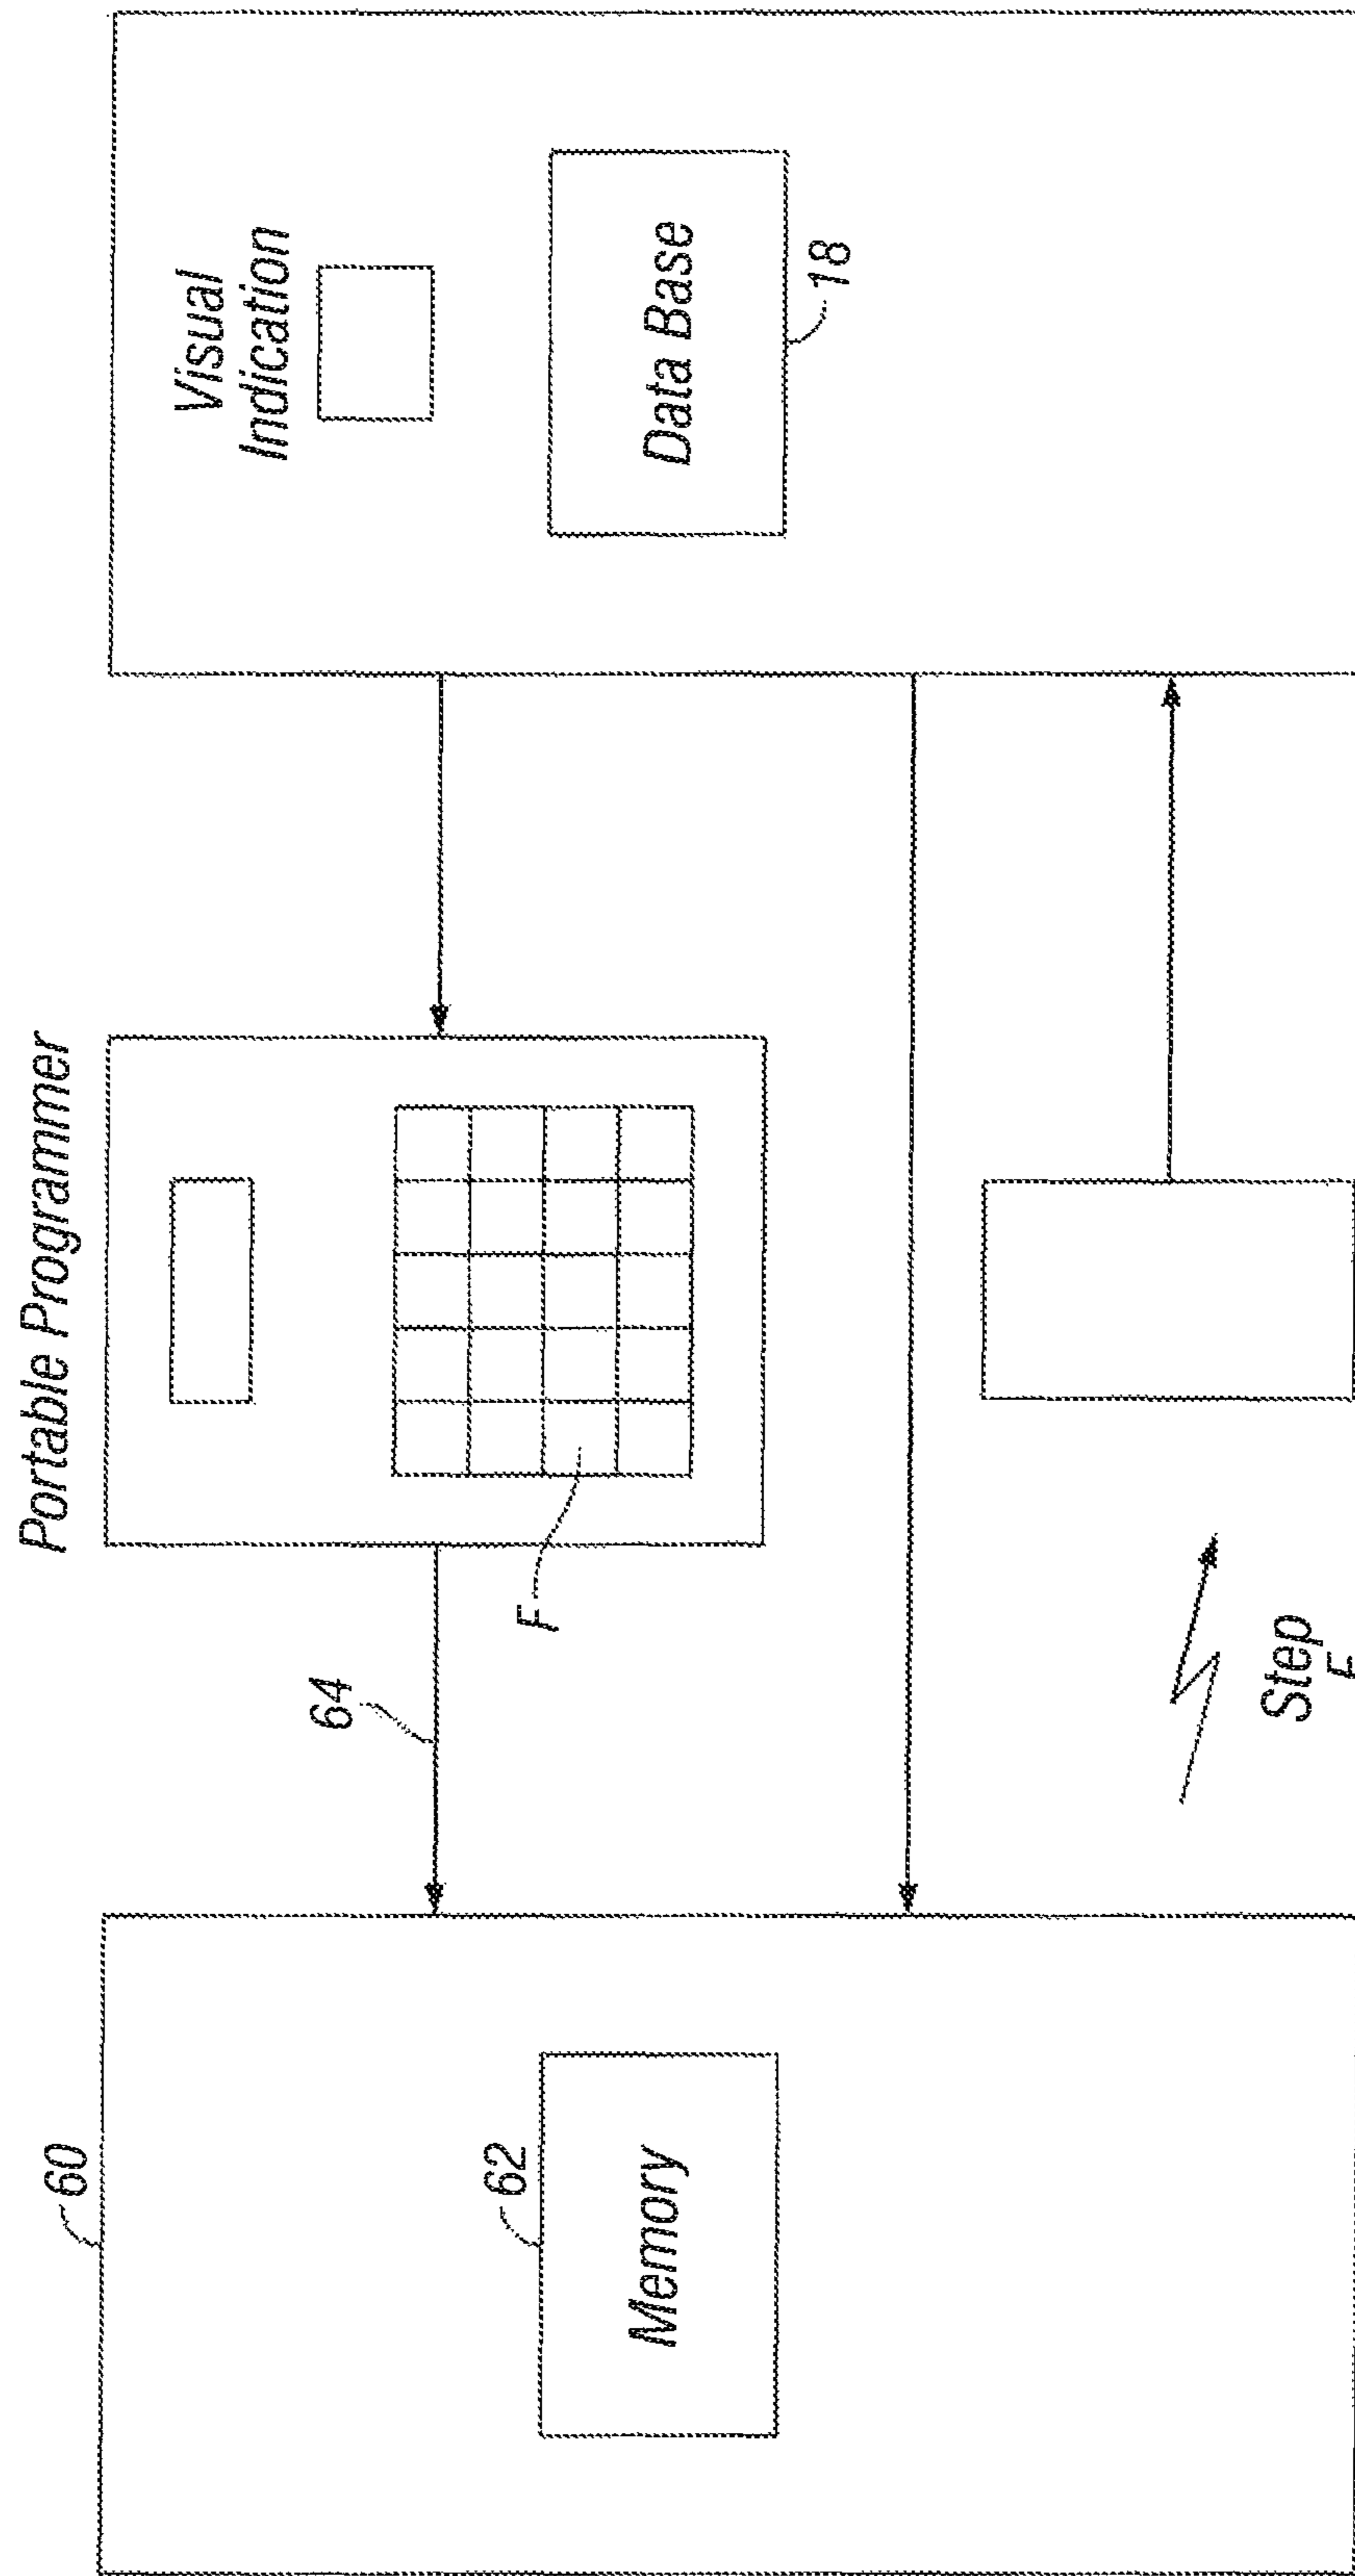 Portable Programmer
60
Visual
Indication
64
62
F
Memory
Data Base
18
Step